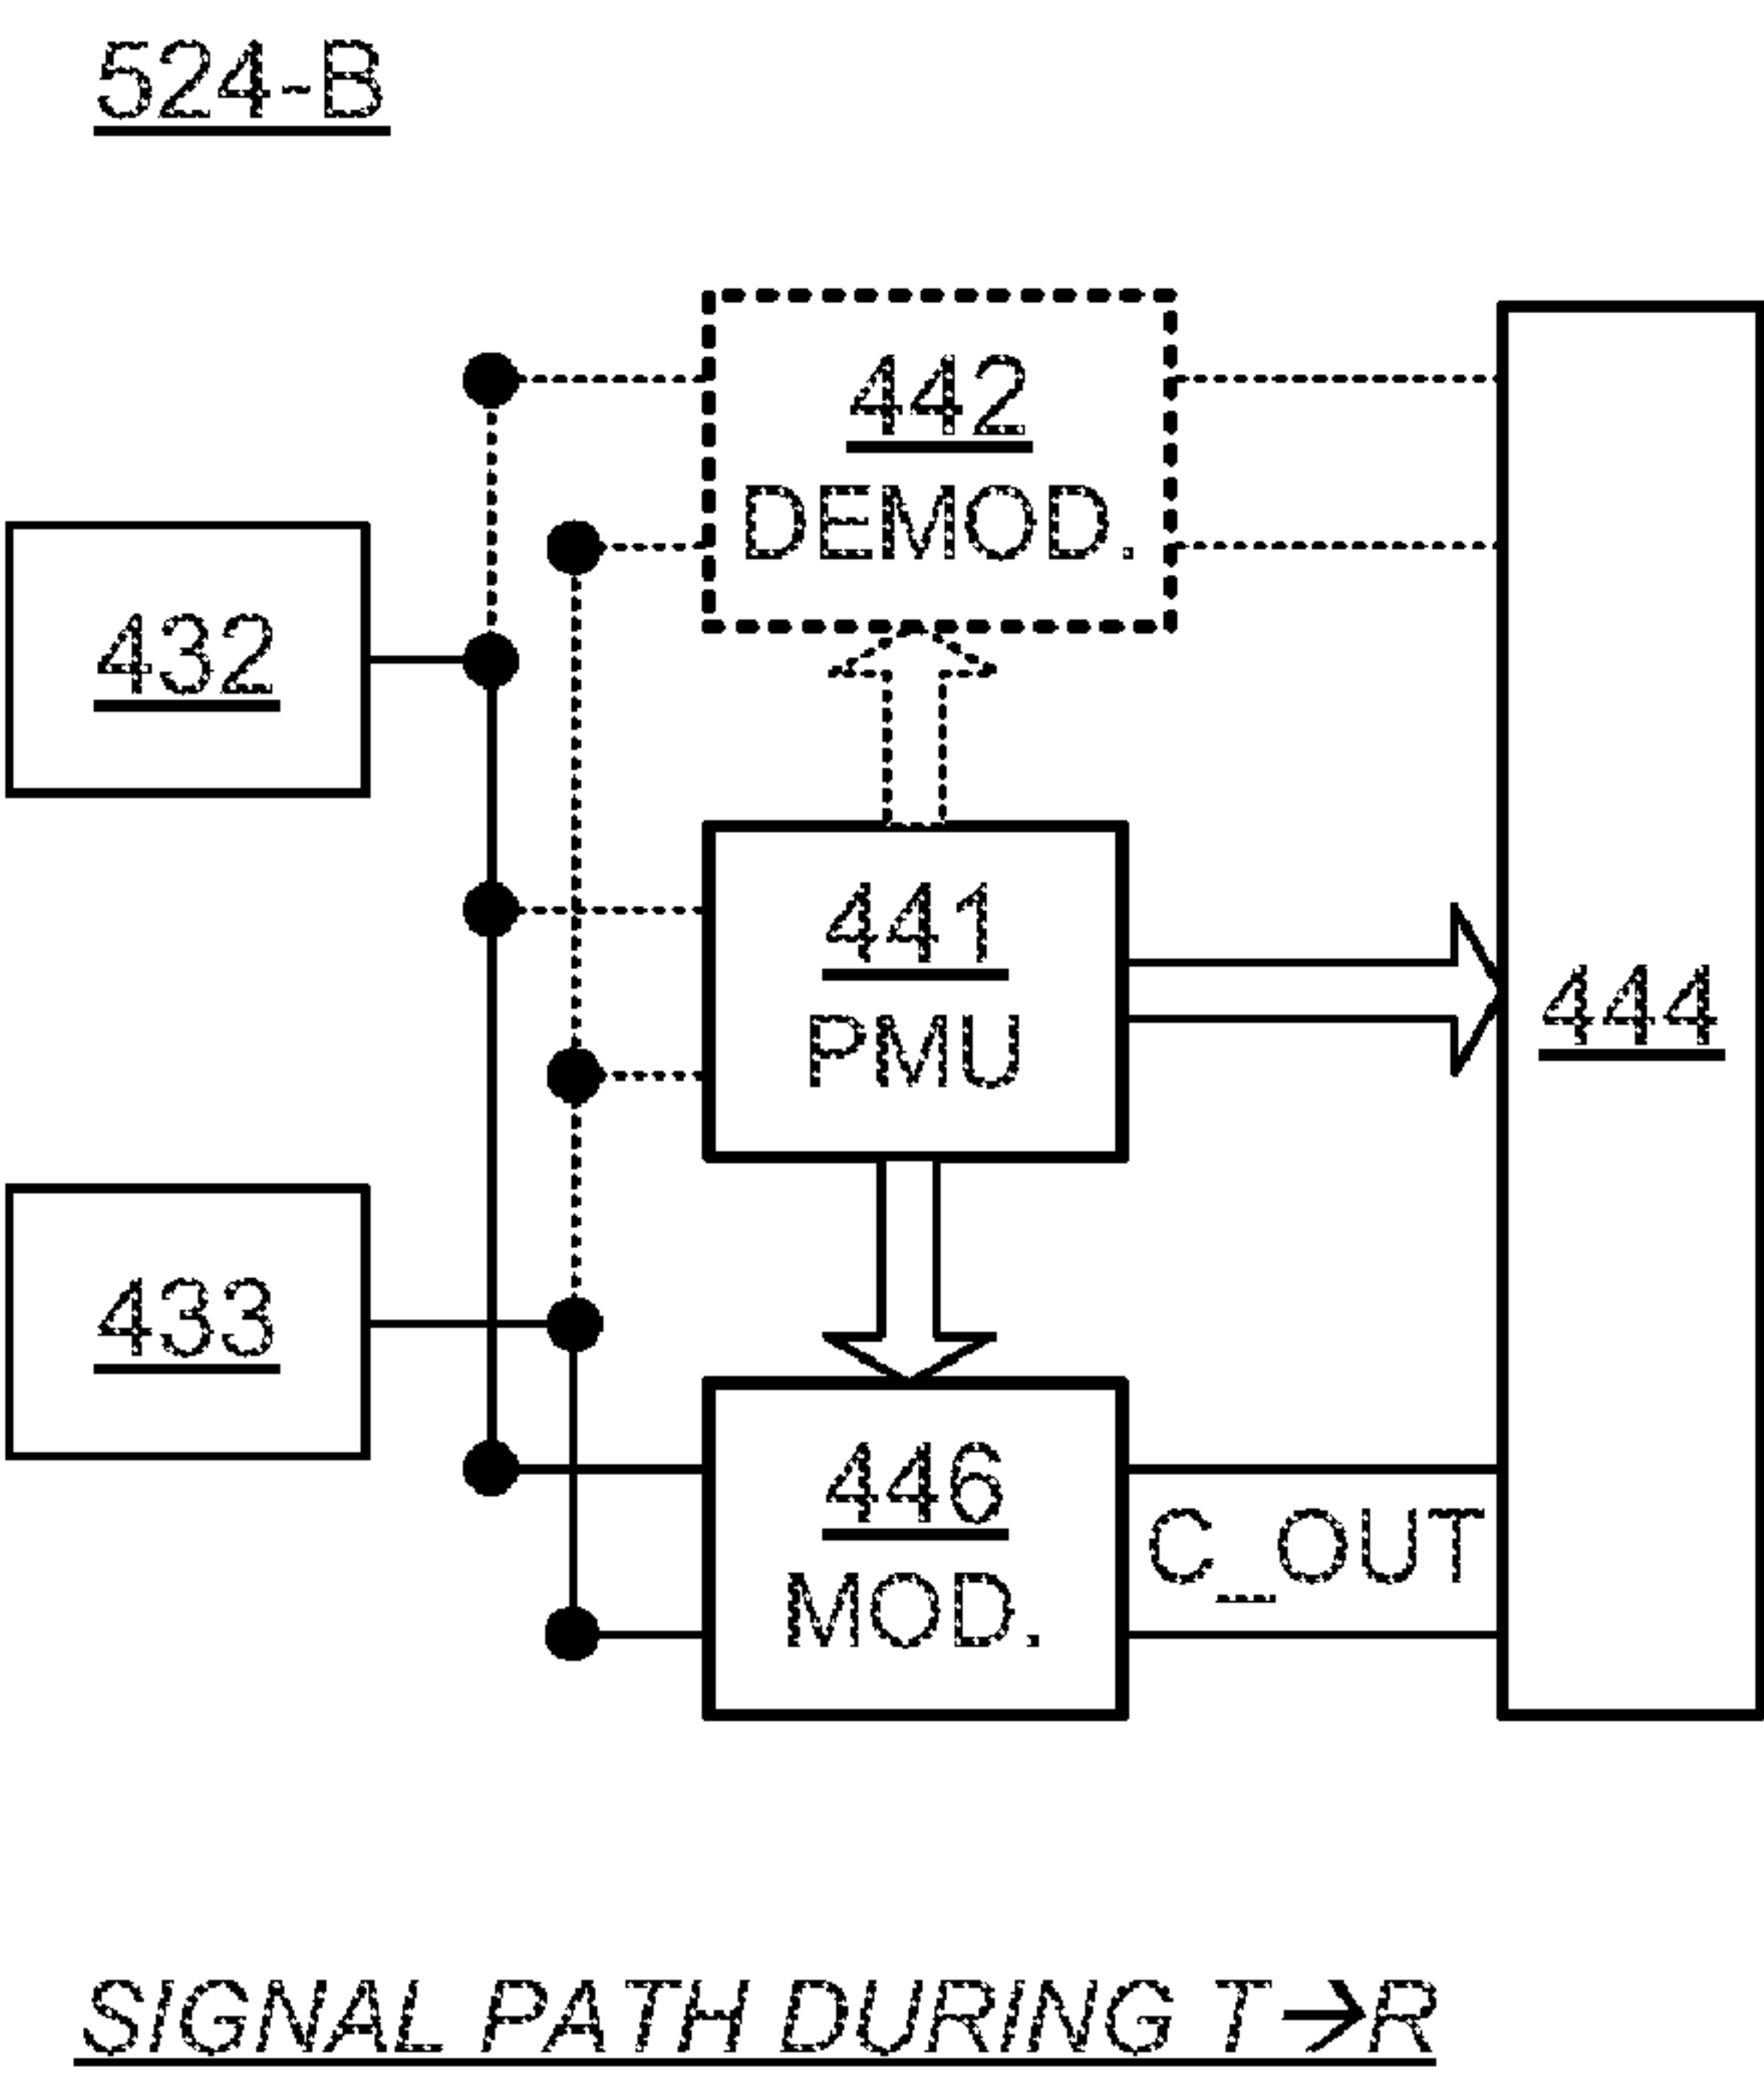 524-B
442
DEMOD.
432
441
PMU
444
433
446
MOD.
C_OUT
SIGNAL PATH DURING T→R